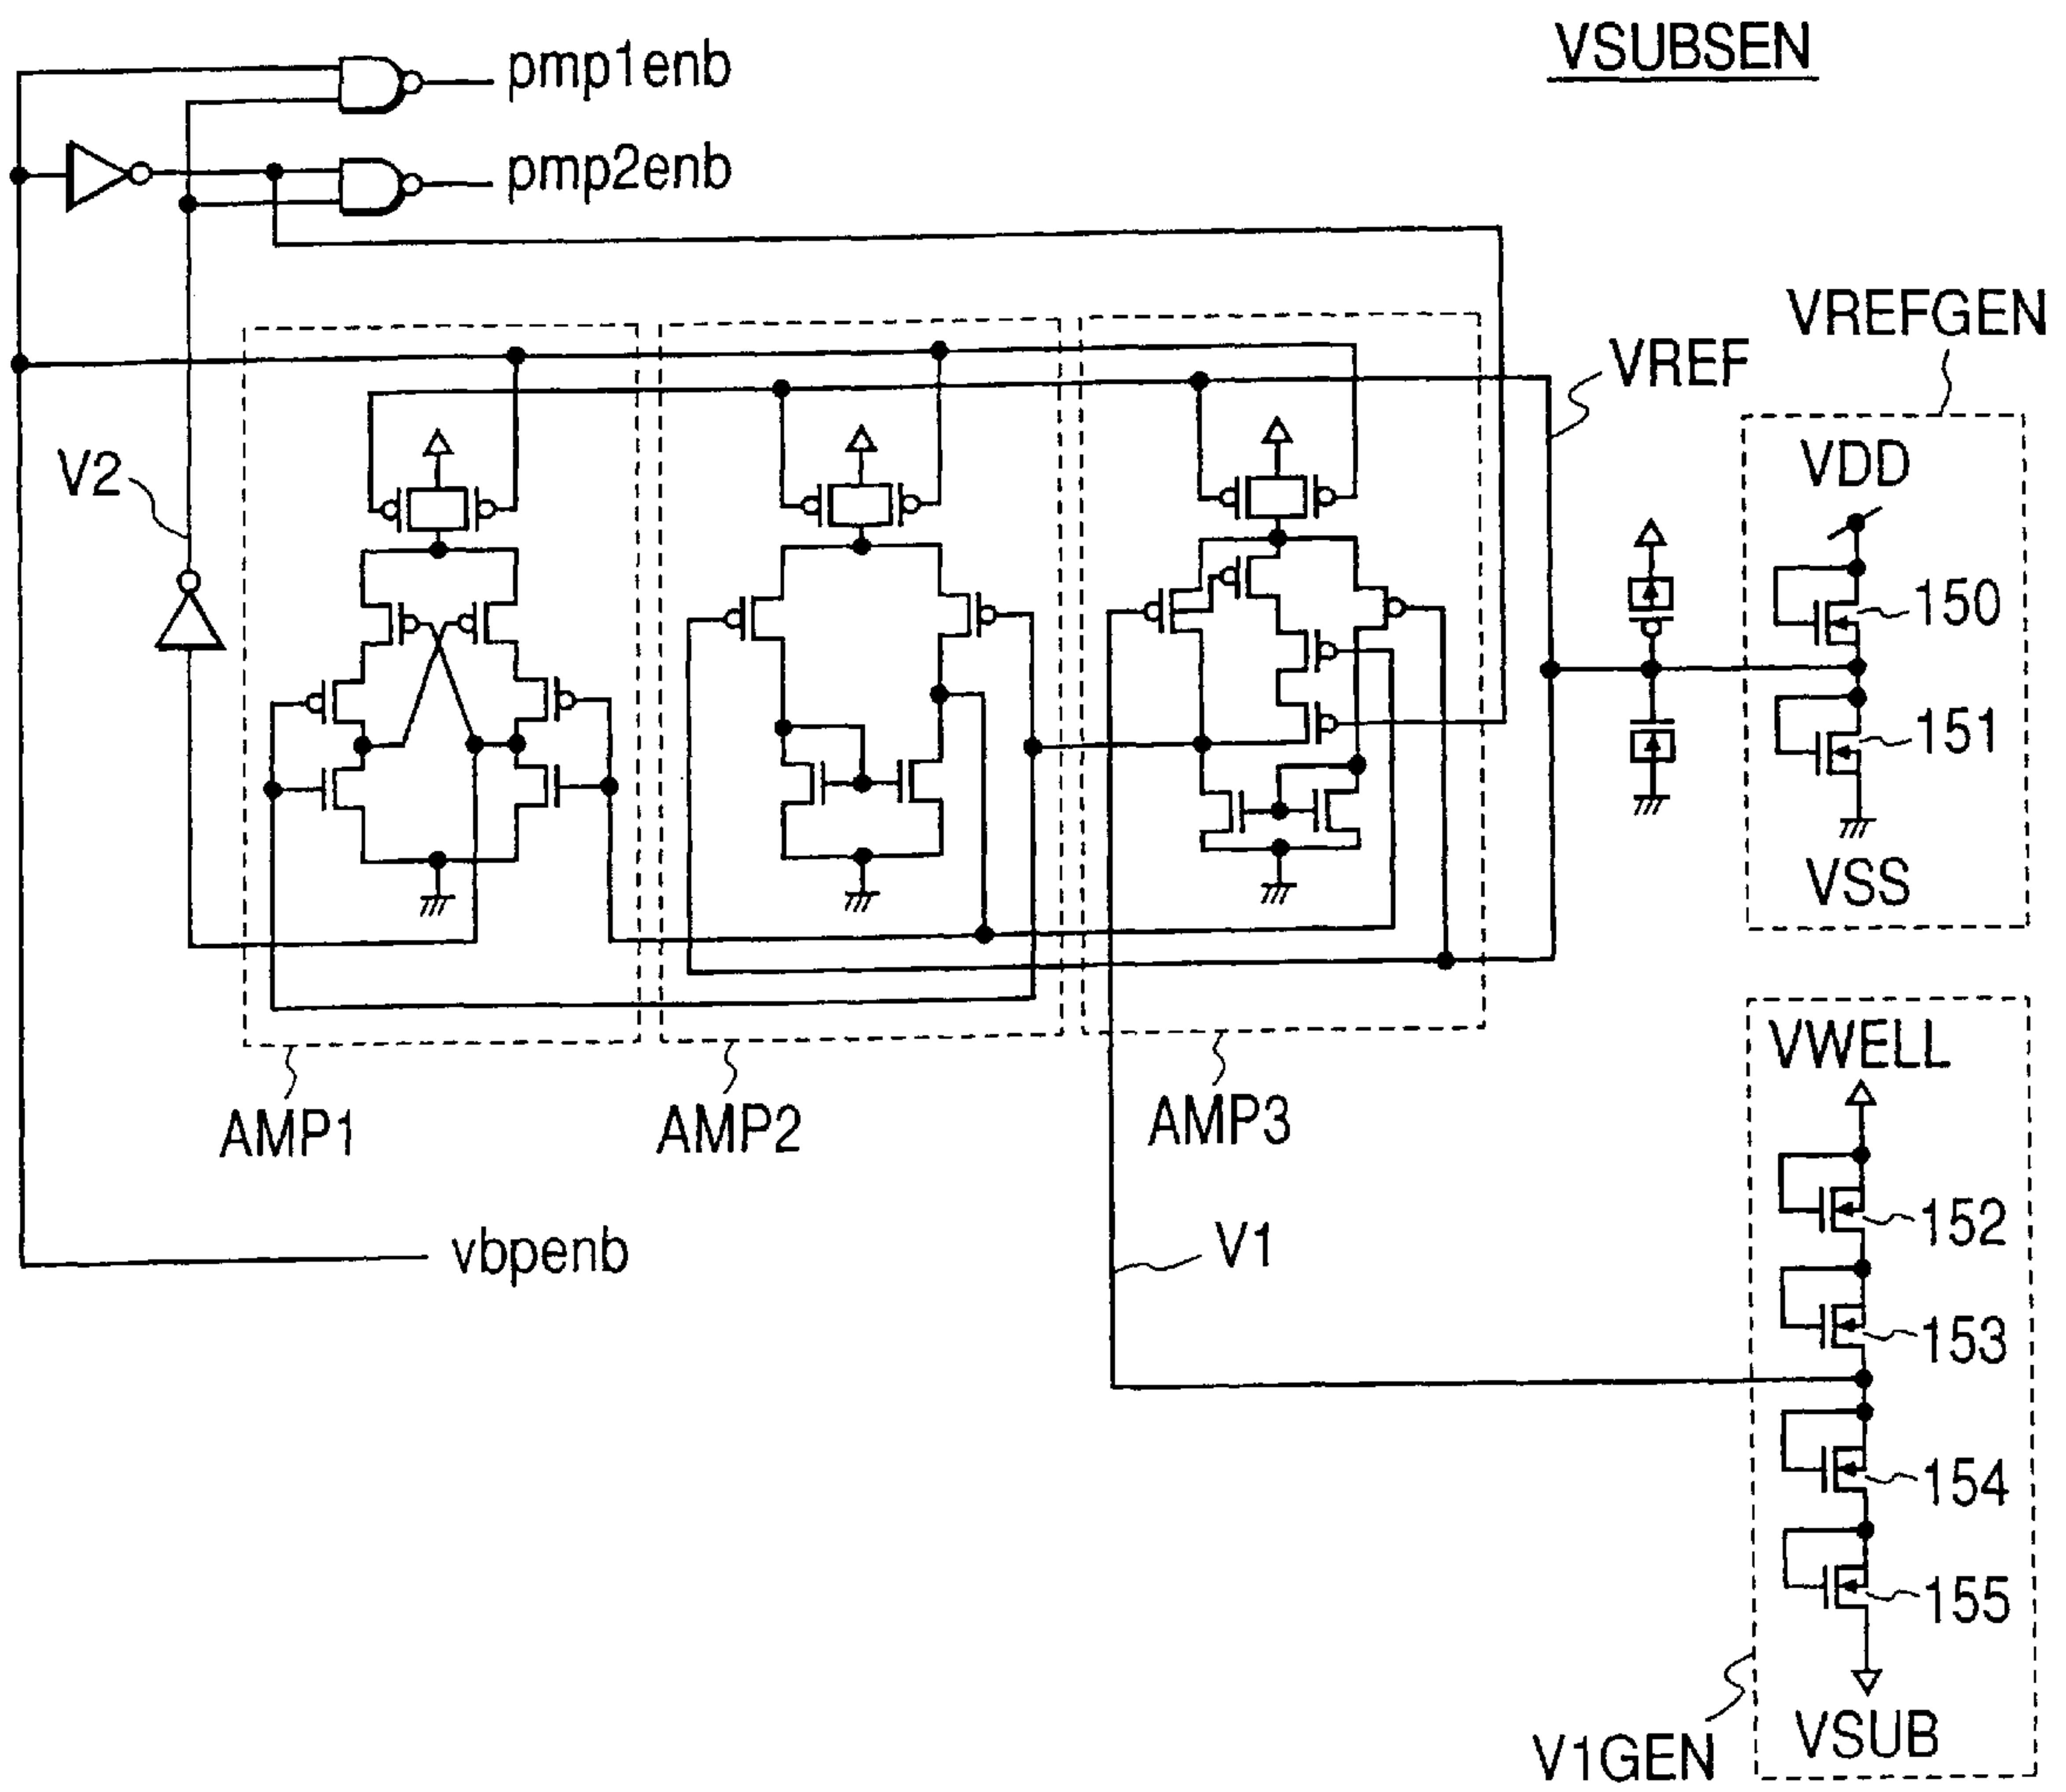 VSUBSEN
pmp1enb
pmp2enb
VREFGEN
VREF
VDD
V2
150
151
VSS
VWELL
AMP1
AMP2
AMP3
152
V1
vbpenb
153
154
155
VSUB
V1GEN